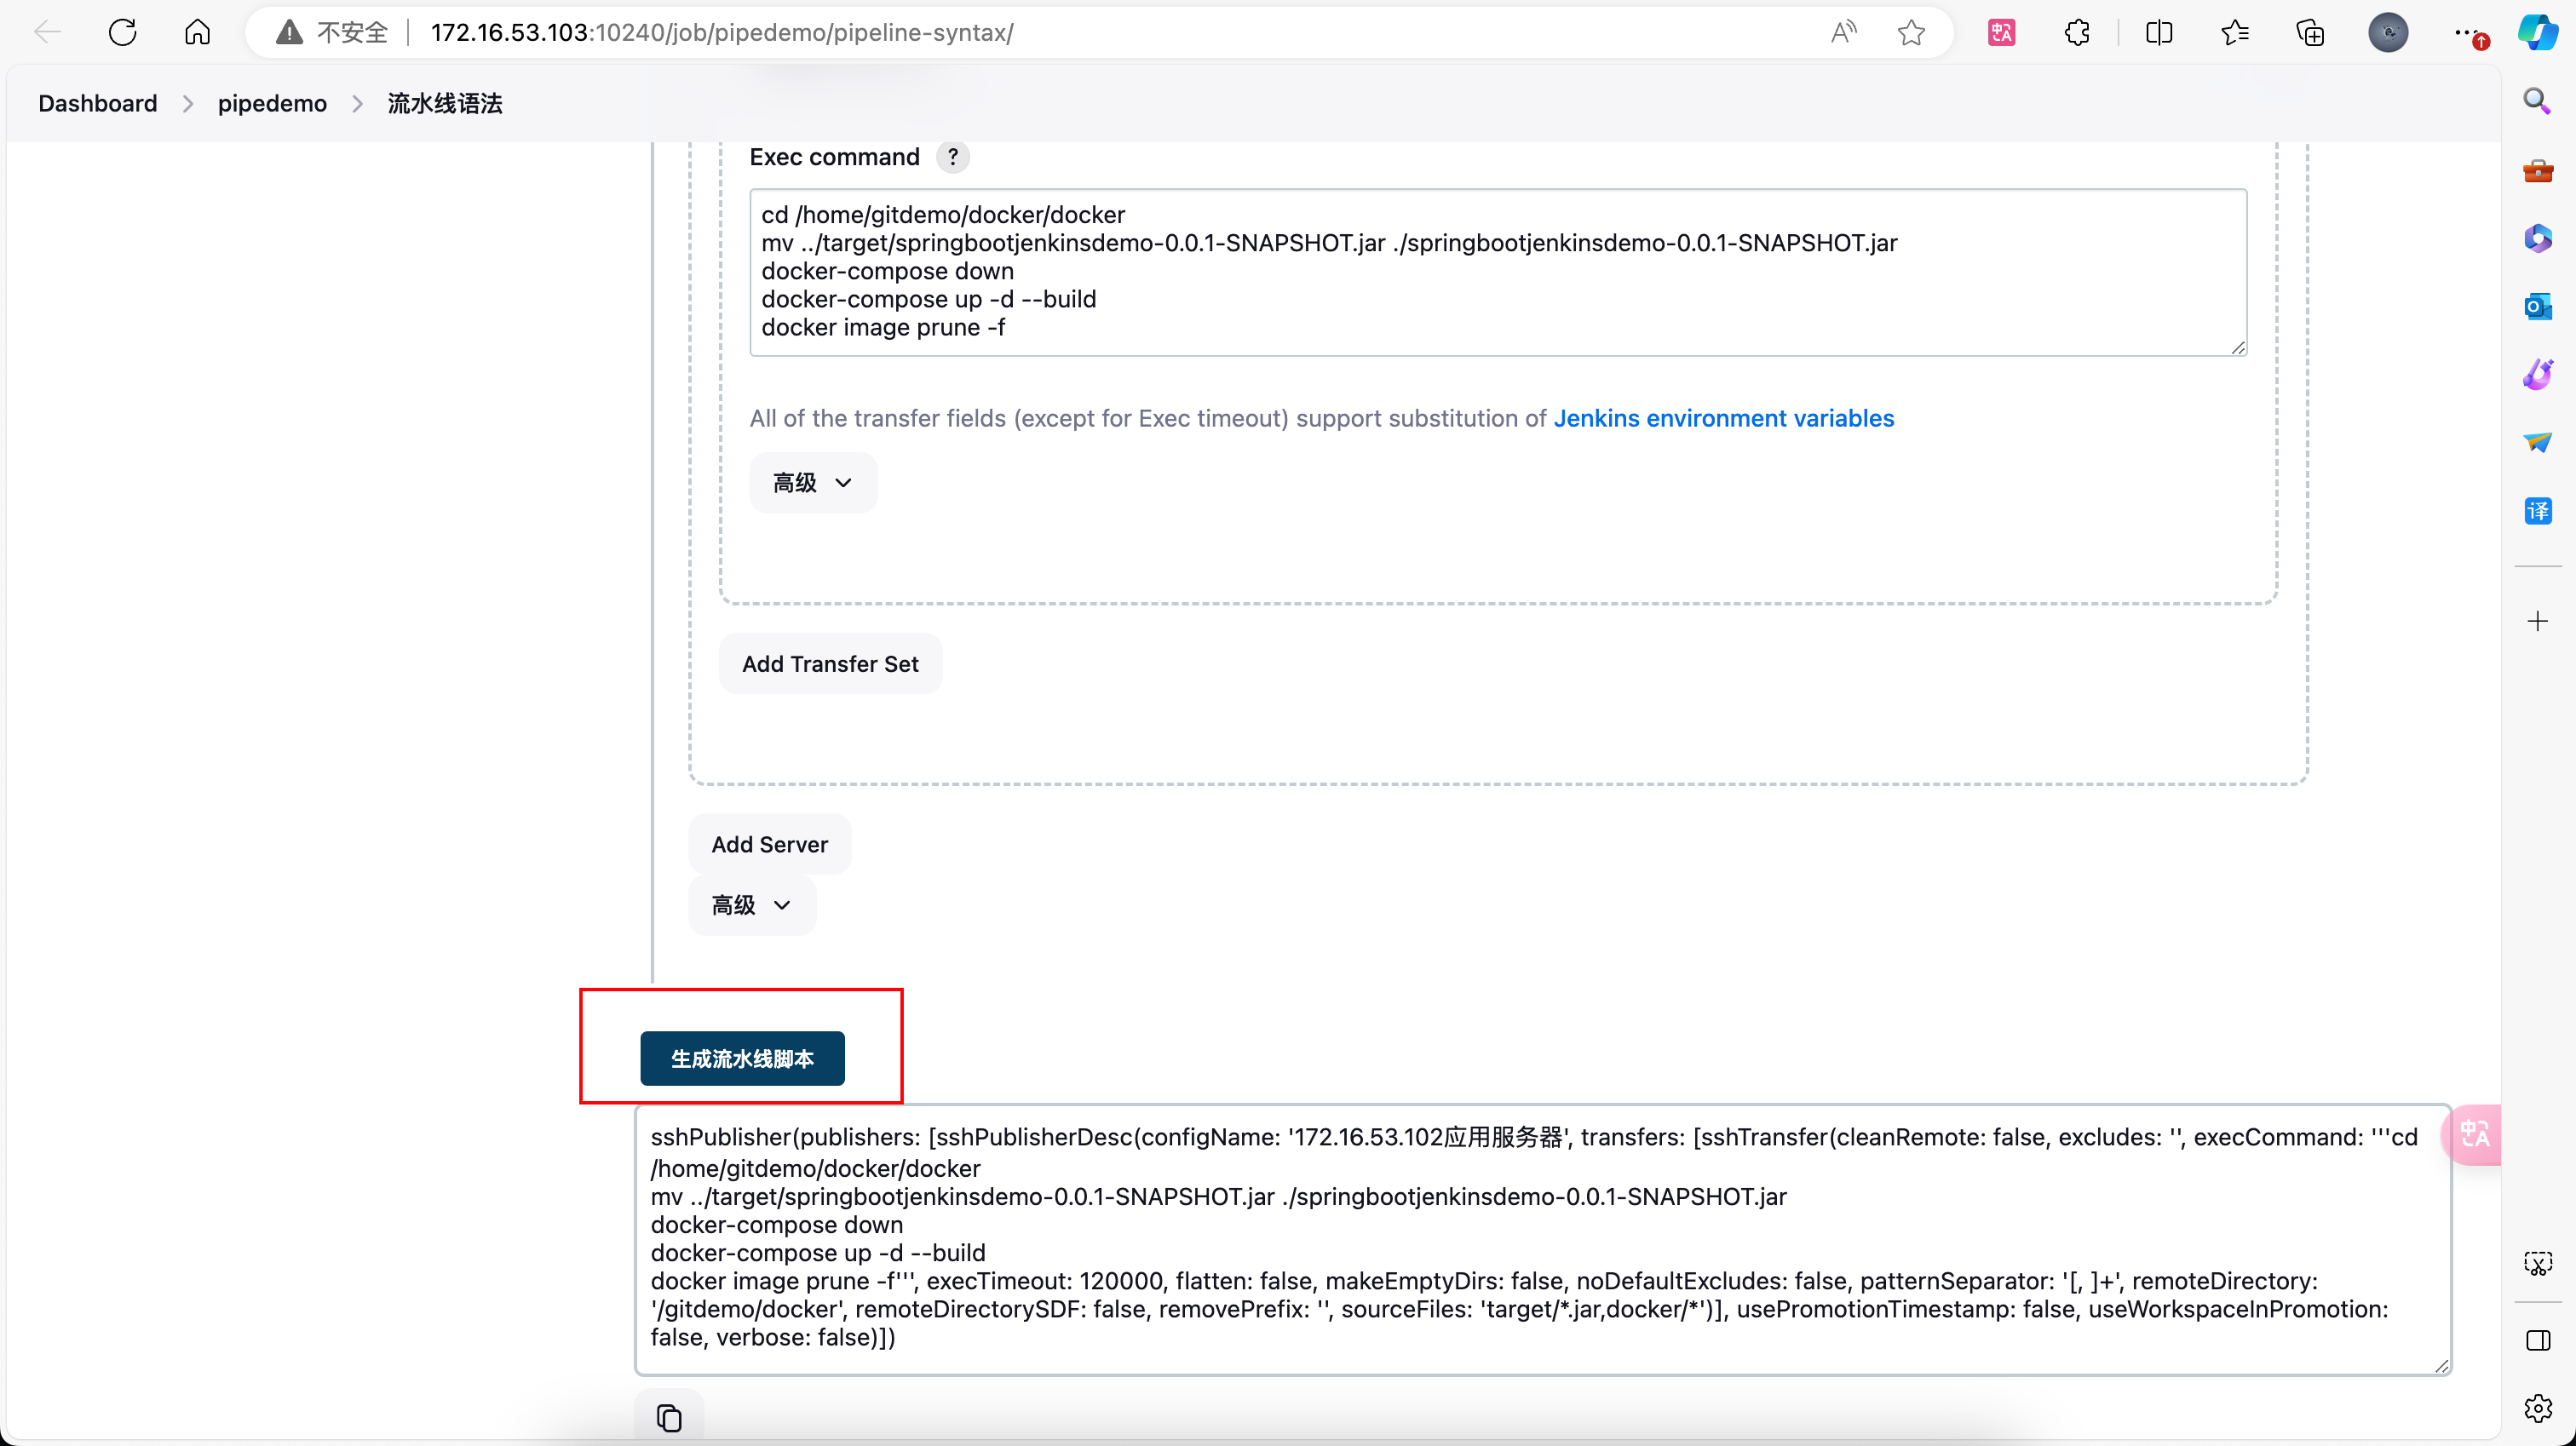 不安全
172.16.53.103:10240/job/pipedemo/pipeline-syntax/
Dashboard > pipedemo > 流水线语法
Exec command ?
cd /home/gitdemo/docker/docker
mv ../target/springbootjenkinsdemo-0.0.1-SNAPSHOT.jar ./springbootjenkinsdemo-0.0.1-SNAPSHOT.jar
docker-compose down
docker-compose up -d --build
docker image prune -f
All of the transfer fields (except for Exec timeout) support substitution of Jenkins environment variables
高级
译
Add Transfer Set
Add Server
高级
生成流水线脚本
sshPublisher(publishers: [sshPublisherDesc(configName: '172.16.53.102应用服务器', transfers: [sshTransfer(cleanRemote: false, excludes: '', execCommand: '''cd
/home/gitdemo/docker/docker
mv ../target/springbootjenkinsdemo-0.0.1-SNAPSHOT.jar ./springbootjenkinsdemo-0.0.1-SNAPSHOT.jar
docker-compose down
docker-compose up -d --build
docker image prune -f''', execTimeout: 120000, flatten: false, makeEmptyDirs: false, noDefaultExcludes: false, patternSeparator: '[, ]+', remoteDirectory:
'/gitdemo/docker', remoteDirectorySDF: false, removePrefix: '', sourceFiles: 'target/*.jar,docker/*')], usePromotionTimestamp: false, useWorkspaceInPromotion:
false, verbose: false)])
中A